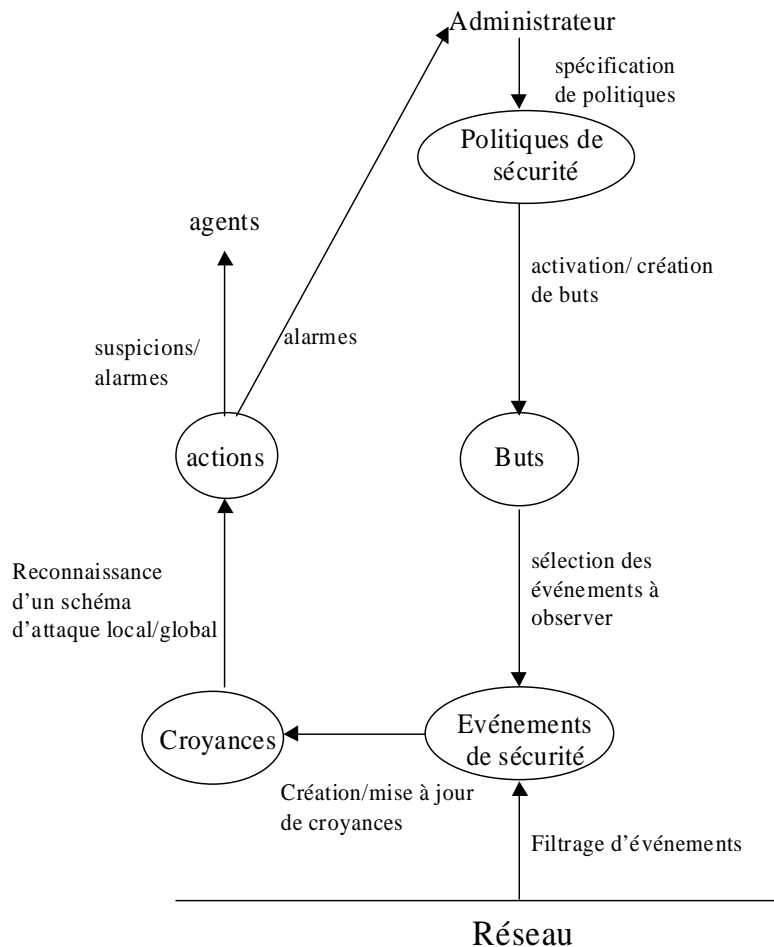 Administrateur
spécification
de politiques
Politiques de
sécurité
agents
activation/ création
de buts
suspicions/
alarmes
alarmes
actions
Buts
Reconnaissance
d'un schéma
d'attaque local/global
sélection des
événements à
observer
Croyances
Evénements
de sécurité
Création/mise à jour
de croyances
Filtrage d'événements
Réseau